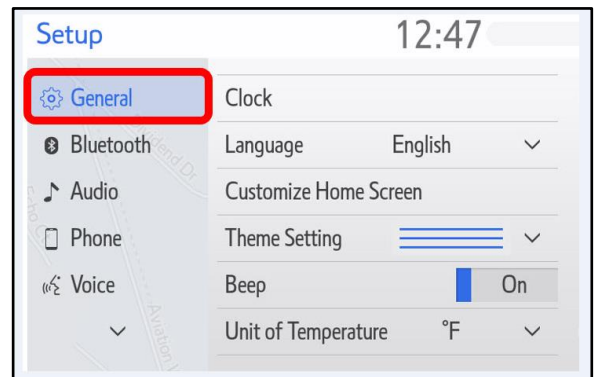 Setup
12:47
General
Bluetooth
Audio
Phone
Voice
Clock
Language English
Customize Home Screen
Theme Setting
Beep On
Unit of Temperature °F